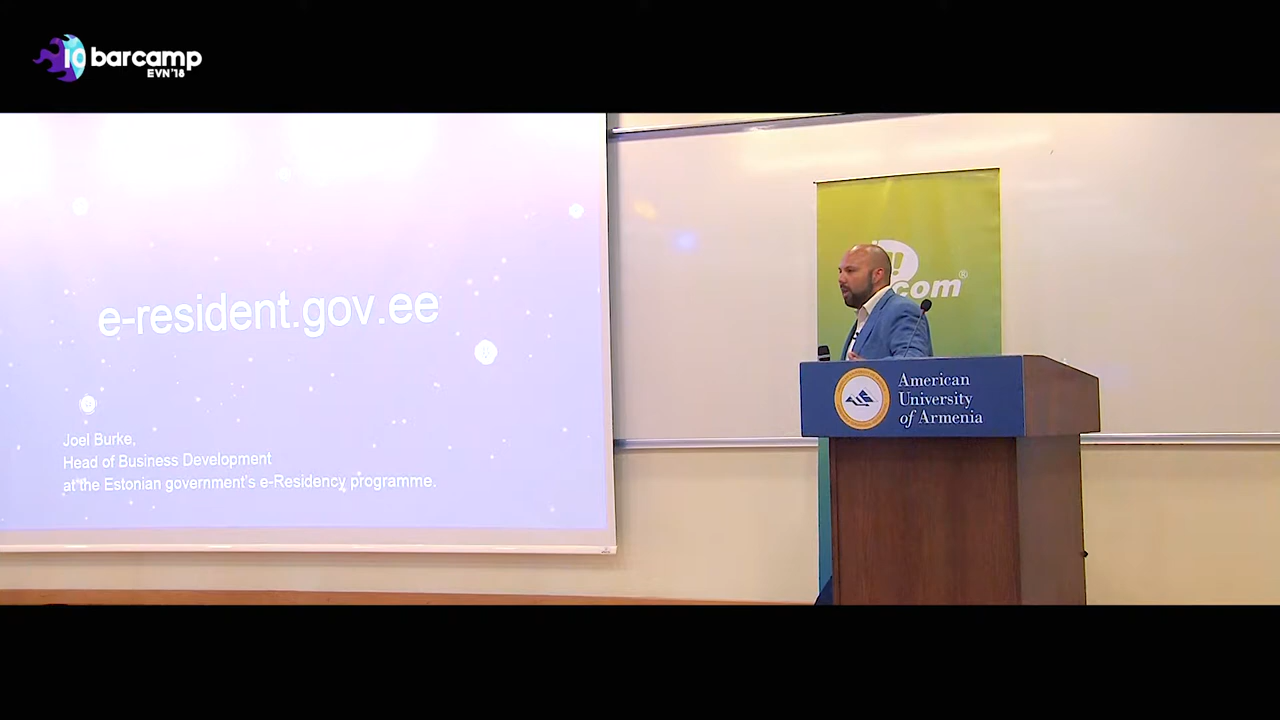 10 barcamp
EVN'18
e-resident.gov.ee
Joel Burke,
Head of Business Development
at the Estonian government's e-Residency programme.
.com®
American
University
of Armenia